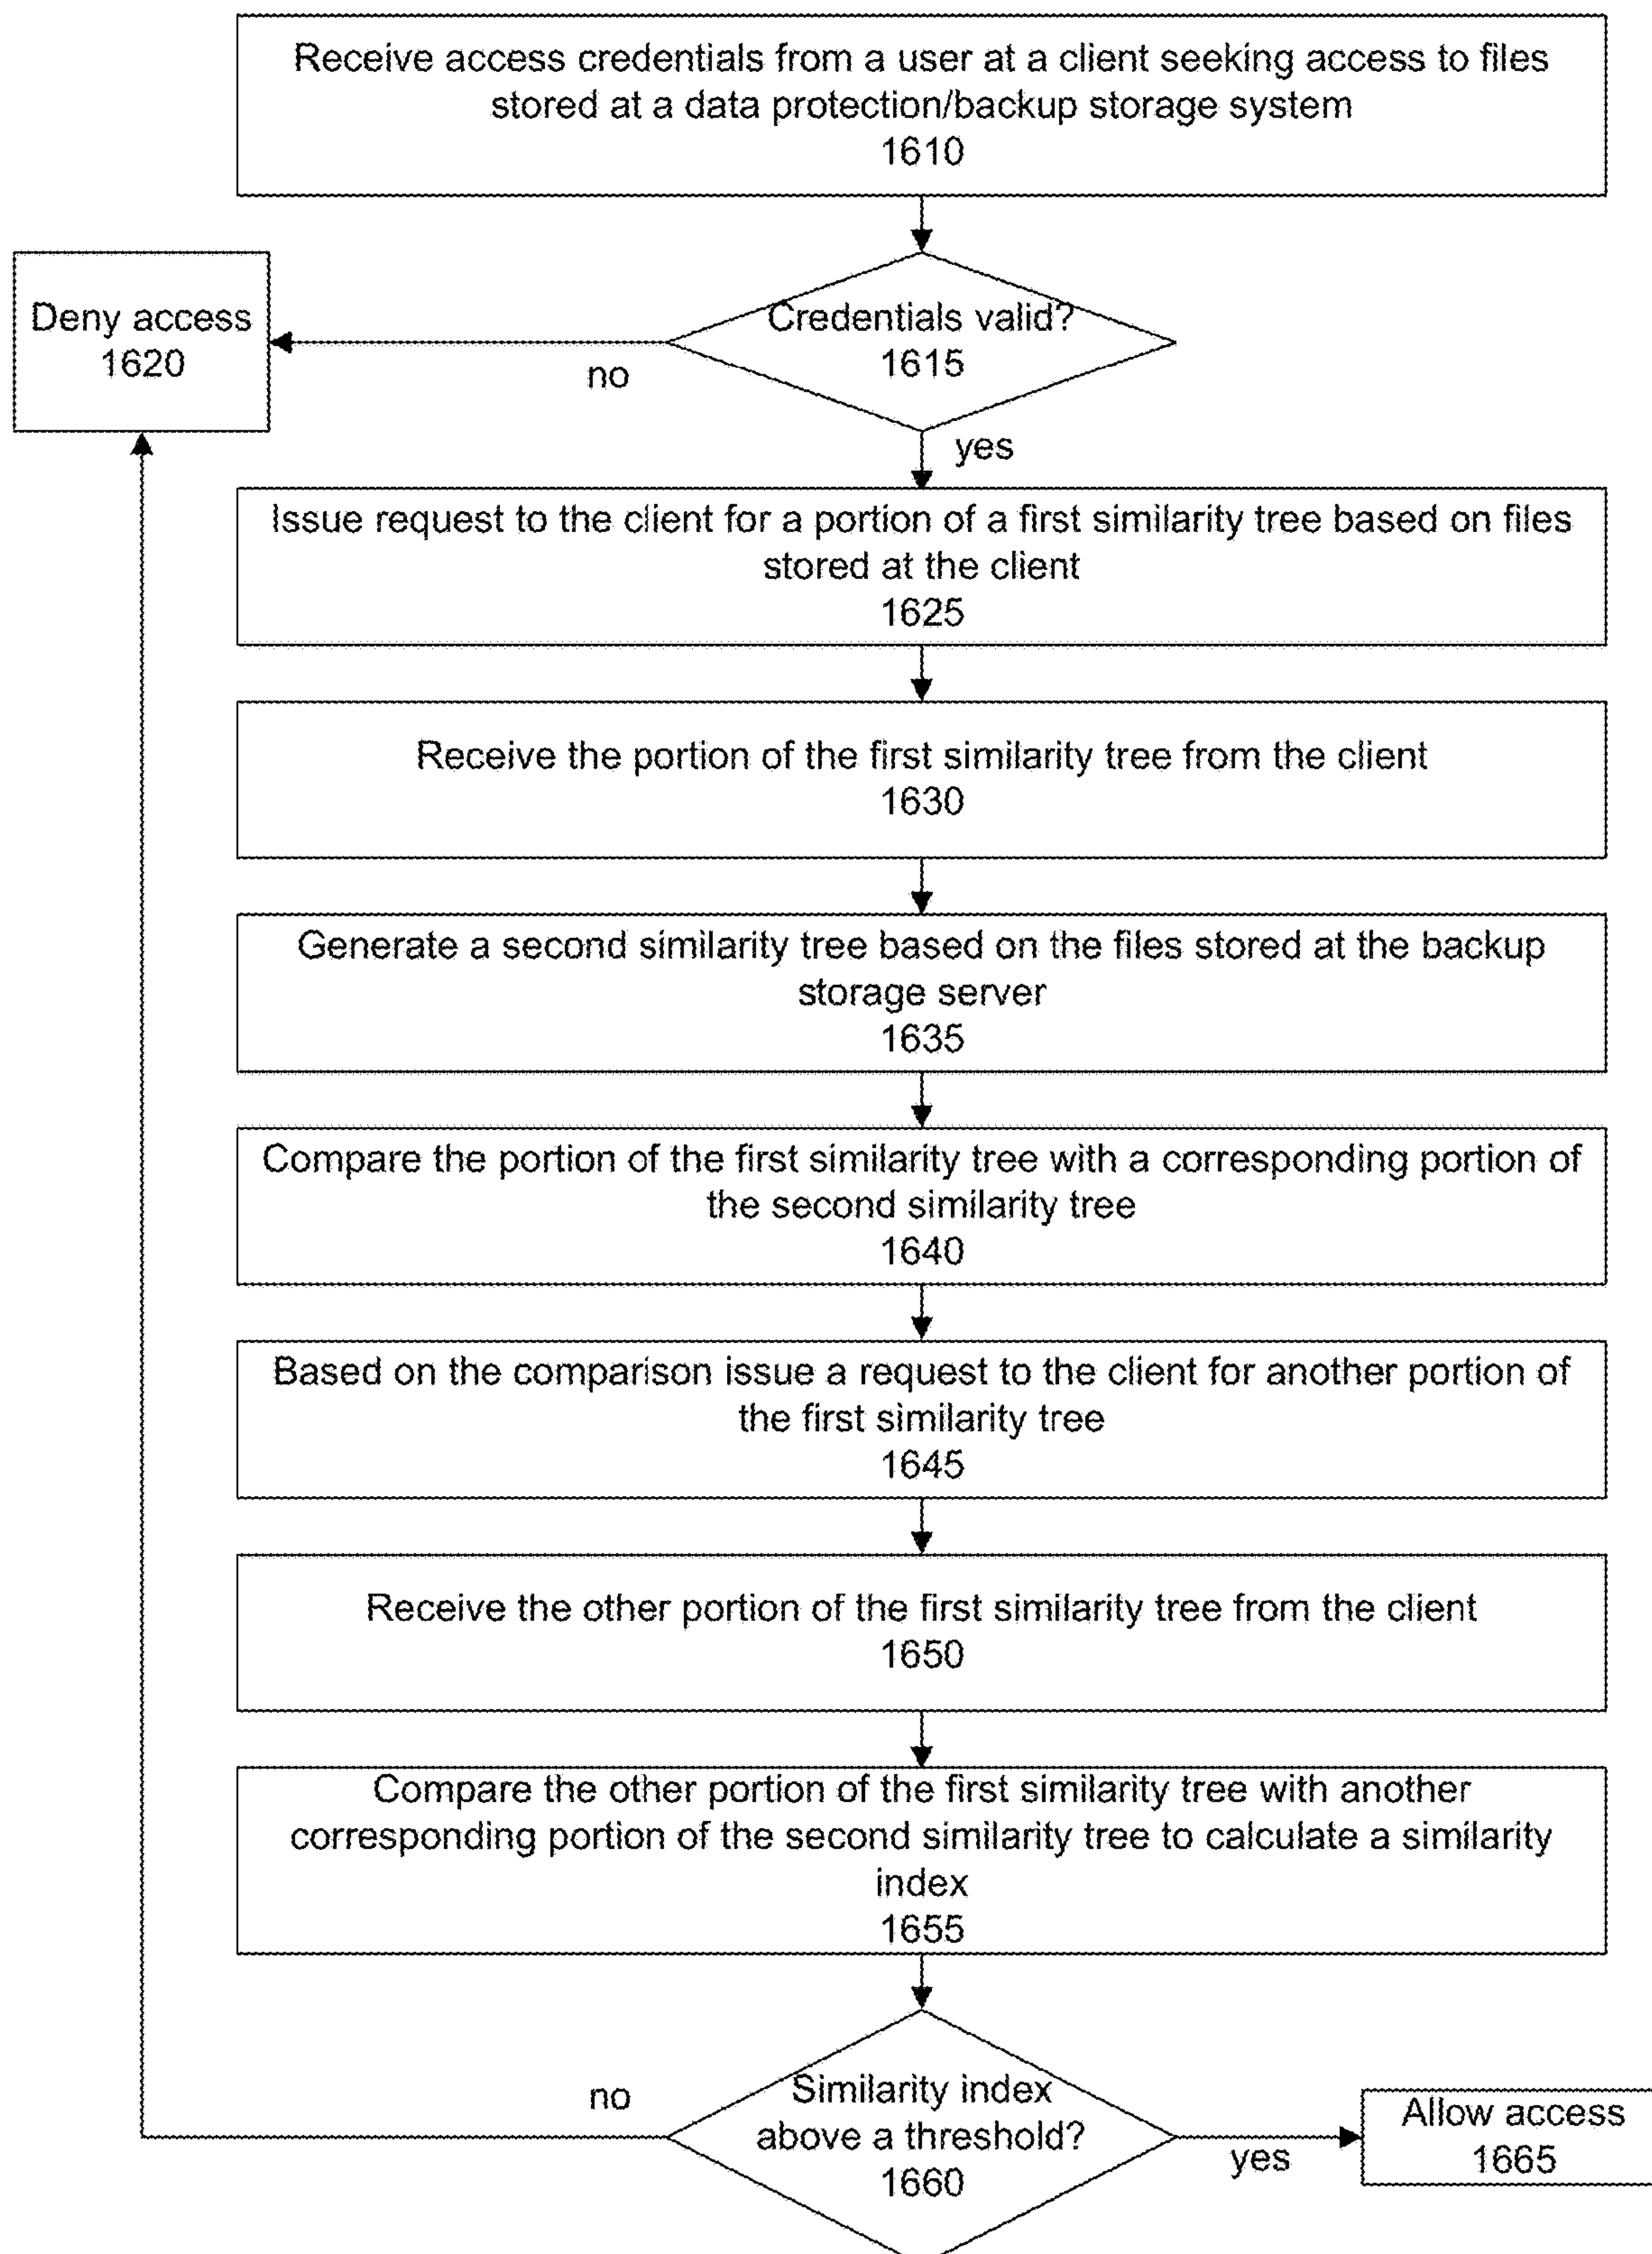 Receive access credentials from a user at a client seeking access to files
stored at a data protection/backup storage system
1610
Deny access
1620
Credentials valid?
1615
no
yes
Issue request to the client for a portion of a first similarity tree based on files
stored at the client
1625
Receive the portion of the first similarity tree from the client
1630
Generate a second similarity tree based on the files stored at the backup
storage server
1635
Compare the portion of the first similarity tree with a corresponding portion of
the second similarity tree
1640
Based on the comparison issue a request to the client for another portion of
the first similarity tree
1645
Receive the other portion of the first similarity tree from the client
1650
Compare the other portion of the first similarity tree with another
corresponding portion of the second similarity tree to calculate a similarity
index
1655
no
Similarity index
above a threshold?
1660
yes
Allow access
1665